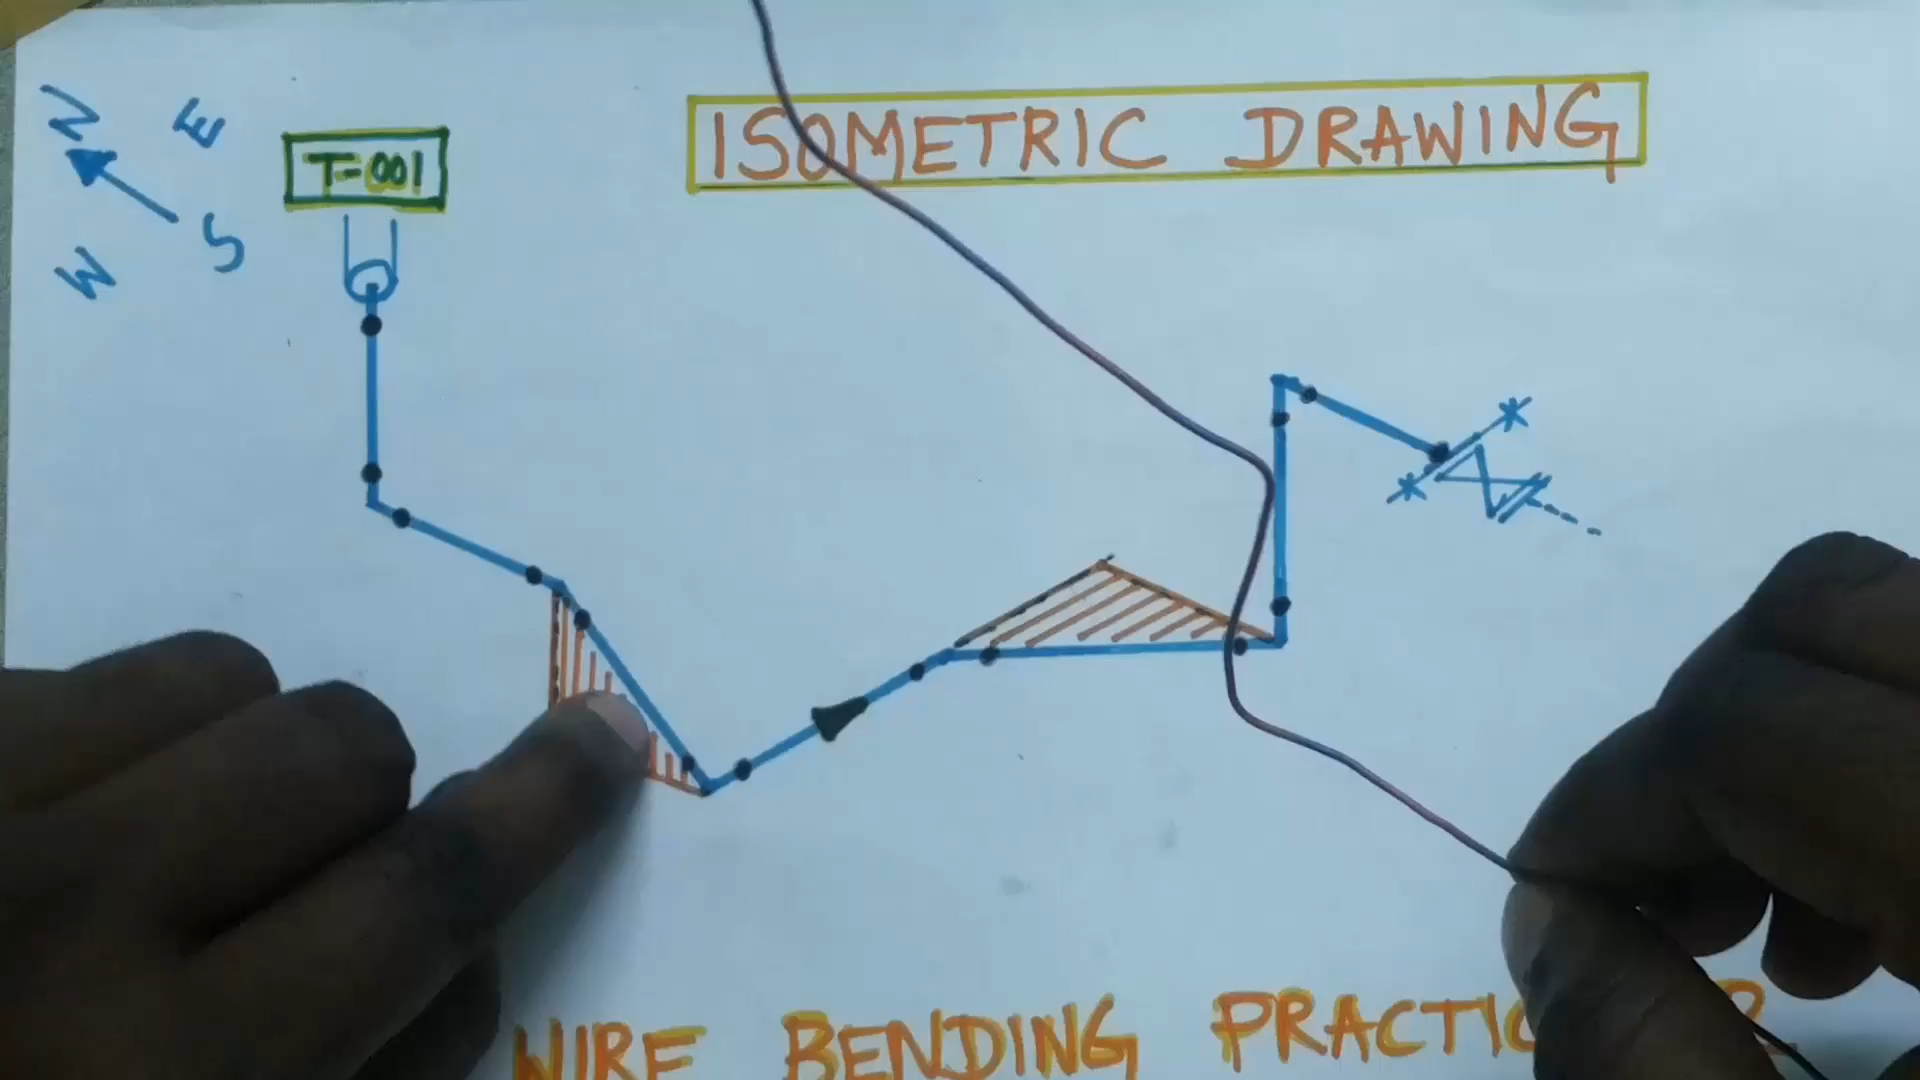 N E
ISOMETRIC DRAWING
T-001
W S
WIRE BENDING